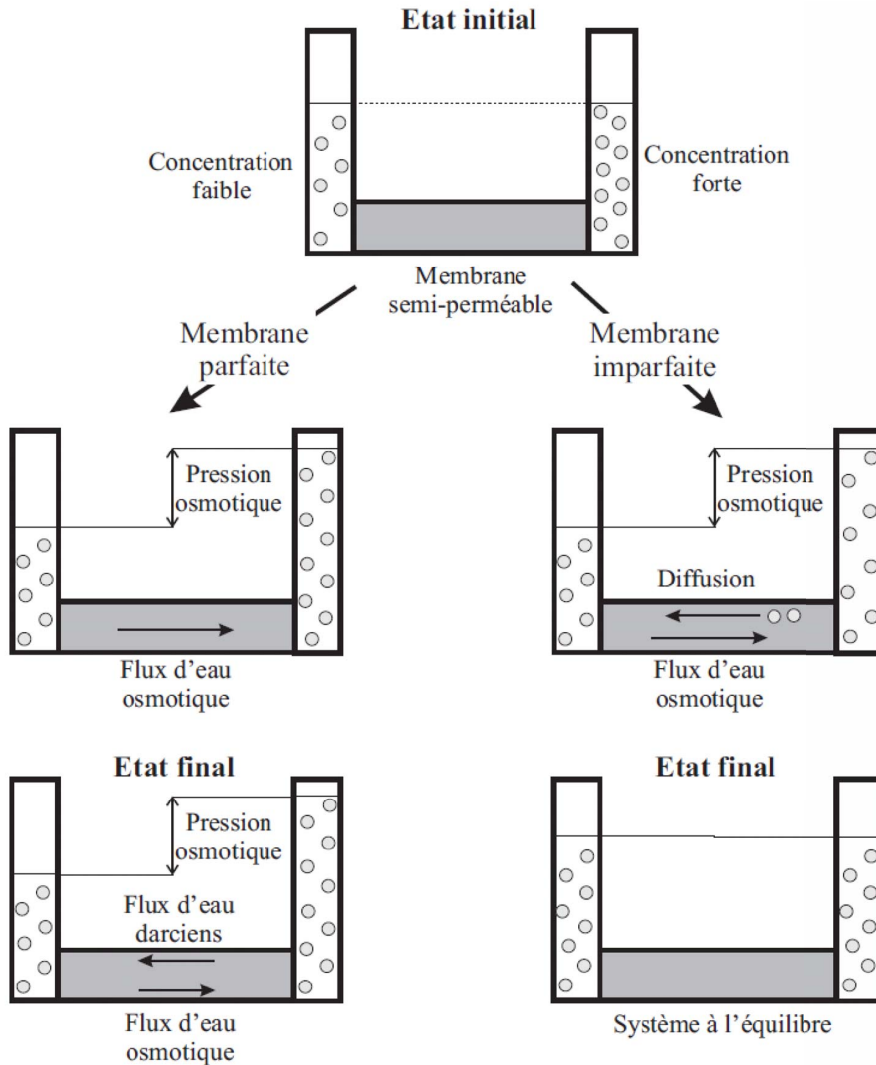 Etat initial
Concentration
faible
Concentration
forte
Membrane
semi-perméable
Membrane
parfaite
Membrane
imparfaite
Pression
osmotique
Flux d'eau
osmotique
Pression
osmotique
Diffusion
Flux d'eau
osmotique
Etat final
Pression
osmotique
Flux d'eau
darciens
Flux d'eau
osmotique
Etat final
Système à l'équilibre